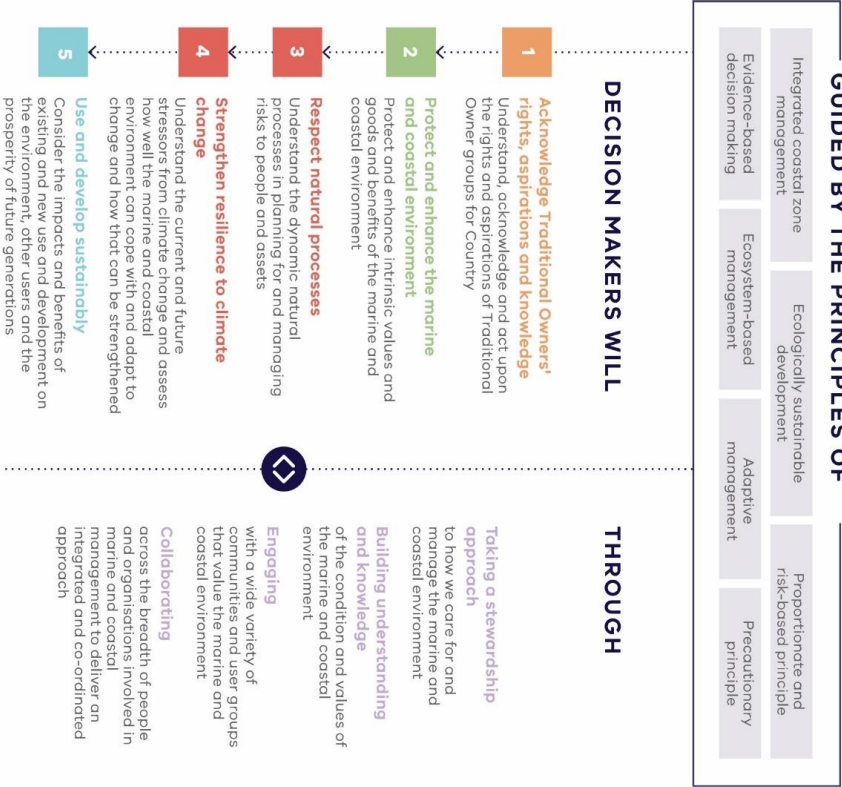 GUIDED BY THE PRINCIPLES OF
Integrated coastal zone
management
Ecologically sustainable
development
Proportionate and
risk-based principle
Evidence-based
decision making
Ecosystem-based
management
Adaptive
management
Precautionary
principle
DECISION MAKERS WILL
1
Acknowledge Traditional Owners'
rights, aspirations and knowledge
Understand, acknowledge and act upon
the rights and aspirations of Traditional
Owner groups for Country
2
Protect and enhance the marine
and coastal environment
Protect and enhance intrinsic values and
goods and benefits of the marine and
coastal environment
3
Respect natural processes
Understand the dynamic natural
processes in planning for and managing
risks to people and assets
4
Strengthen resilience to climate
change
Understand the current and future
stressors from climate change and assess
how well the marine and coastal
environment can cope with and adapt to
change and how that can be strengthened
5
Use and develop sustainably
Consider the impacts and benefits of
existing and new use and development on
the environment, other users and the
prosperity of future generations
THROUGH
Taking a stewardship
approach
to how we care for and
manage the marine and
coastal environment
Building understanding
and knowledge
of the condition and values of
the marine and coastal
environment
Engaging
with a wide variety of
communities and user groups
that value the marine and
coastal environment
Collaborating
across the breadth of people
and organisations involved in
marine and coastal
management to deliver an
integrated and co-ordinated
approach